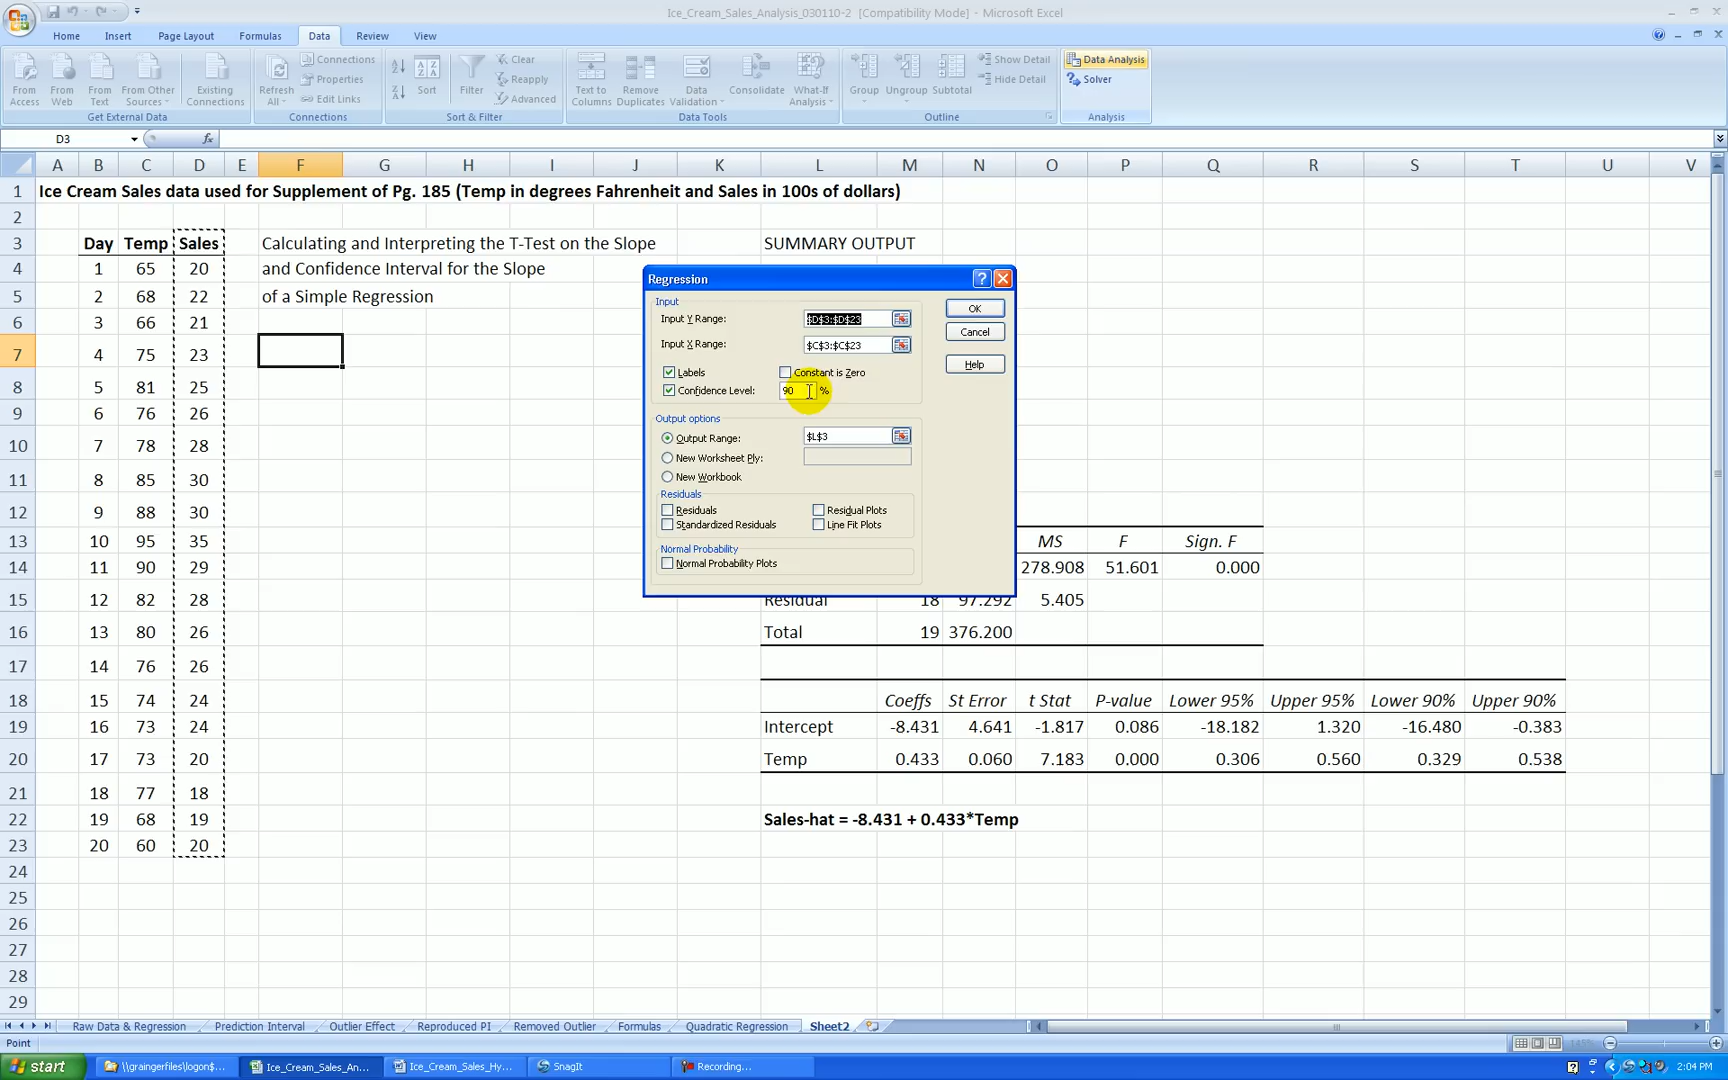 Ice_Cream_Sales_Analysis_030110-2 [Compatibility Mode] - Microsoft Excel
Home Insert Page Layout Formulas Data Review View
From Access
From Web
From Text
From Other Sources
Existing Connections
Get External Data
Refresh All
Connections
Properties
Edit Links
Connections
Sort
Filter
Clear
Reapply
Advanced
Sort & Filter
Text to Columns
Remove Duplicates
Data Validation
Consolidate
What-If Analysis
Data Tools
Group
Ungroup
Subtotal
Show Detail
Hide Detail
Outline
Data Analysis
Solver
Analysis
D3 fx
A B C D E F G H I J K L M N O P Q R S T U V
1 Ice Cream Sales data used for Supplement of Pg. 185 (Temp in degrees Fahrenheit and Sales in 100s of dollars)
2
3 Day Temp Sales Calculating and Interpreting the T-Test on the Slope SUMMARY OUTPUT
4 1 65 20 and Confidence Interval for the Slope
5 2 68 22 of a Simple Regression
6 3 66 21
7 4 75 23
8 5 81 25
9 6 76 26
10 7 78 28
11 8 85 30
12 9 88 30
13 10 95 35 MS F Sign. F
14 11 90 29 278.908 51.601 0.000
15 12 82 28 Residual 18 97.292 5.405
16 13 80 26 Total 19 376.200
17 14 76 26
18 15 74 24 Coeffs St Error t Stat P-value Lower 95% Upper 95% Lower 90% Upper 90%
19 16 73 24 Intercept -8.431 4.641 -1.817 0.086 -18.182 1.320 -16.480 -0.383
20 17 73 20 Temp 0.433 0.060 7.183 0.000 0.306 0.560 0.329 0.538
21 18 77 18
22 19 68 19 Sales-hat = -8.431 + 0.433*Temp
23 20 60 20
24
25
26
27
28
29
Regression
Input
Input Y Range: $D$3:$D$23
Input X Range: $C$3:$C$23
Labels Constant is Zero
Confidence Level: 90 %
Output options
Output Range: $L$3
New Worksheet Ply:
New Workbook
Residuals
Residuals Residual Plots
Standardized Residuals Line Fit Plots
Normal Probability
Normal Probability Plots
OK
Cancel
Help
Raw Data & Regression Prediction Interval Outlier Effect Reproduced PI Removed Outlier Formulas Quadratic Regression Sheet2
Point 145%
start \\graingerfiles\logon$... Ice_Cream_Sales_An... Ice_Cream_Sales_Hy... SnagIt Recording... 2:04 PM